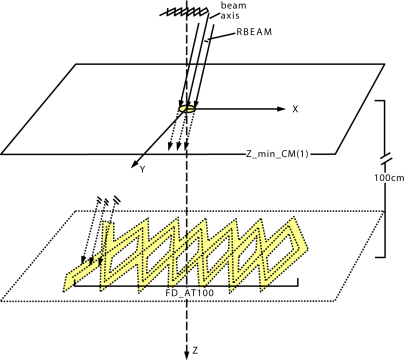 beam
axis
RBEAM
X
Y
Z_min_CM(1)
100cm
FD_AT100
Z